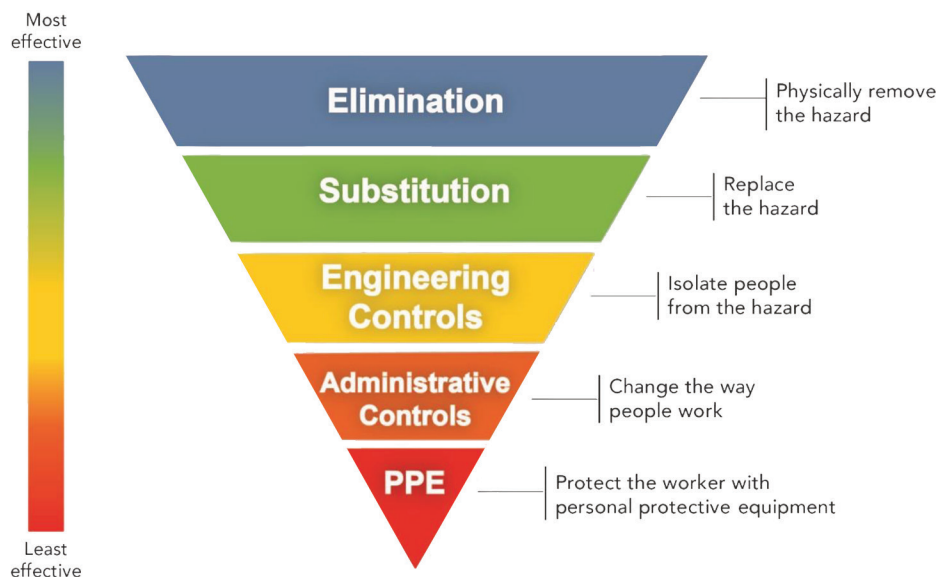 Most
effective
Elimination
Physically remove
the hazard
Substitution
Replace
the hazard
Engineering
Controls
Isolate people
from the hazard
Administrative
Controls
Change the way
people work
PPE
Protect the worker with
personal protective equipment
Least
effective